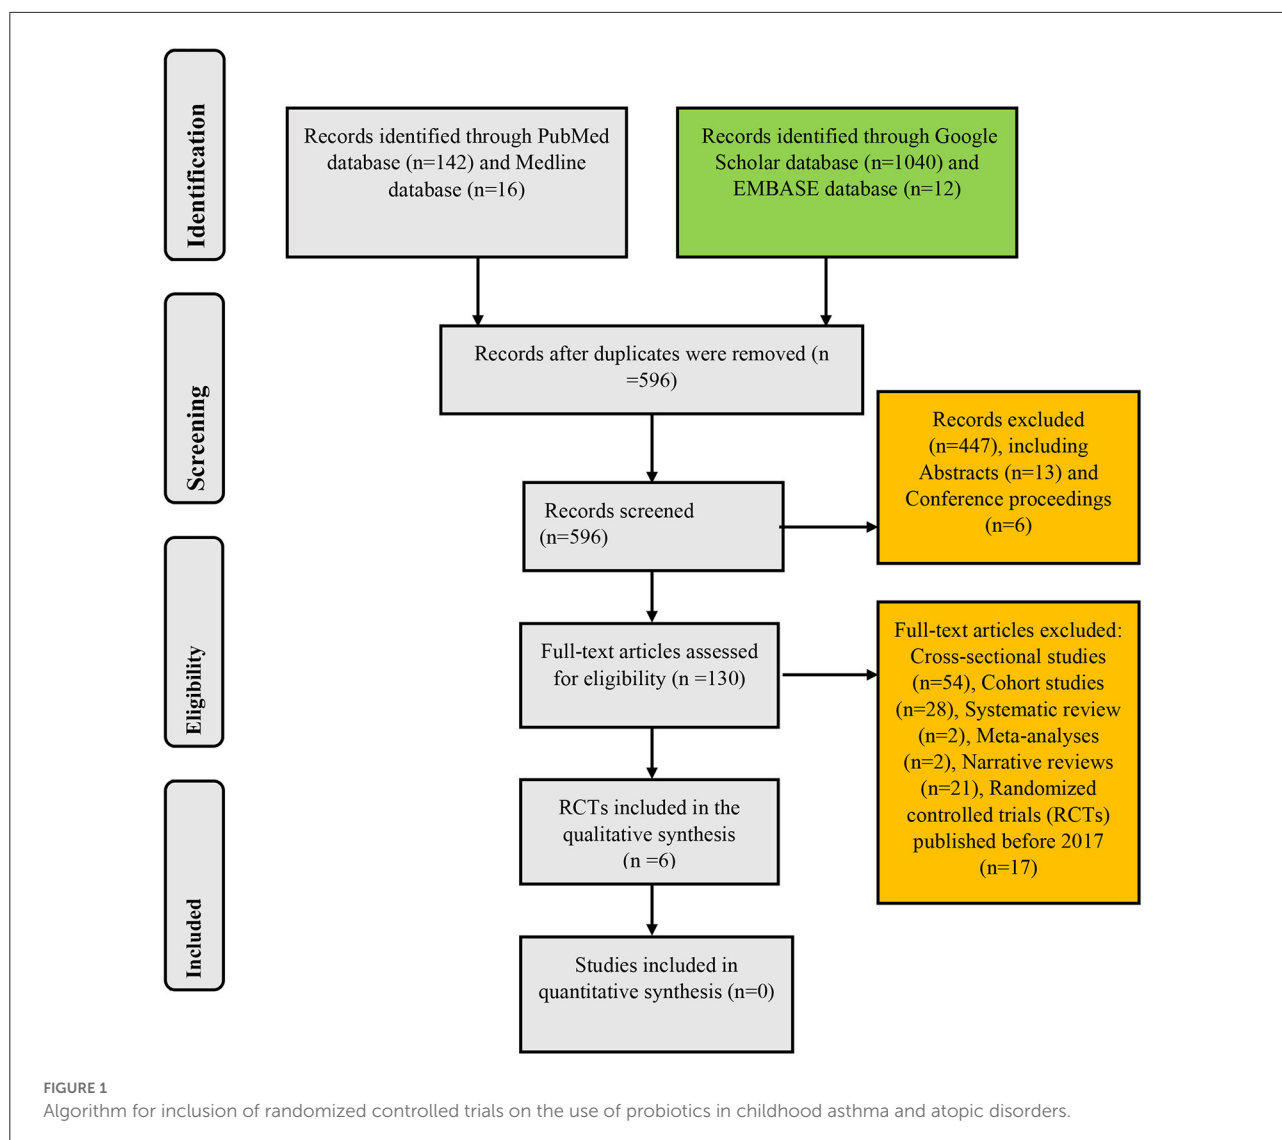 Identification
Records identified through PubMed
database (n=142) and Medline
database (n=16)
Records identified through Google
Scholar database (n=1040) and
EMBASE database (n=12)
Screening
Records after duplicates were removed (n
=596)
Records screened
(n=596)
Records excluded
(n=447), including
Abstracts (n=13) and
Conference proceedings
(n=6)
Eligibility
Full-text articles assessed
for eligibility (n =130)
Full-text articles excluded:
Cross-sectional studies
(n=54), Cohort studies
(n=28), Systematic review
(n=2), Meta-analyses
(n=2), Narrative reviews
(n=21), Randomized
controlled trials (RCTs)
published before 2017
(n=17)
Included
RCTs included in the
qualitative synthesis
(n =6)
Studies included in
quantitative synthesis (n=0)
FIGURE 1
Algorithm for inclusion of randomized controlled trials on the use of probiotics in childhood asthma and atopic disorders.